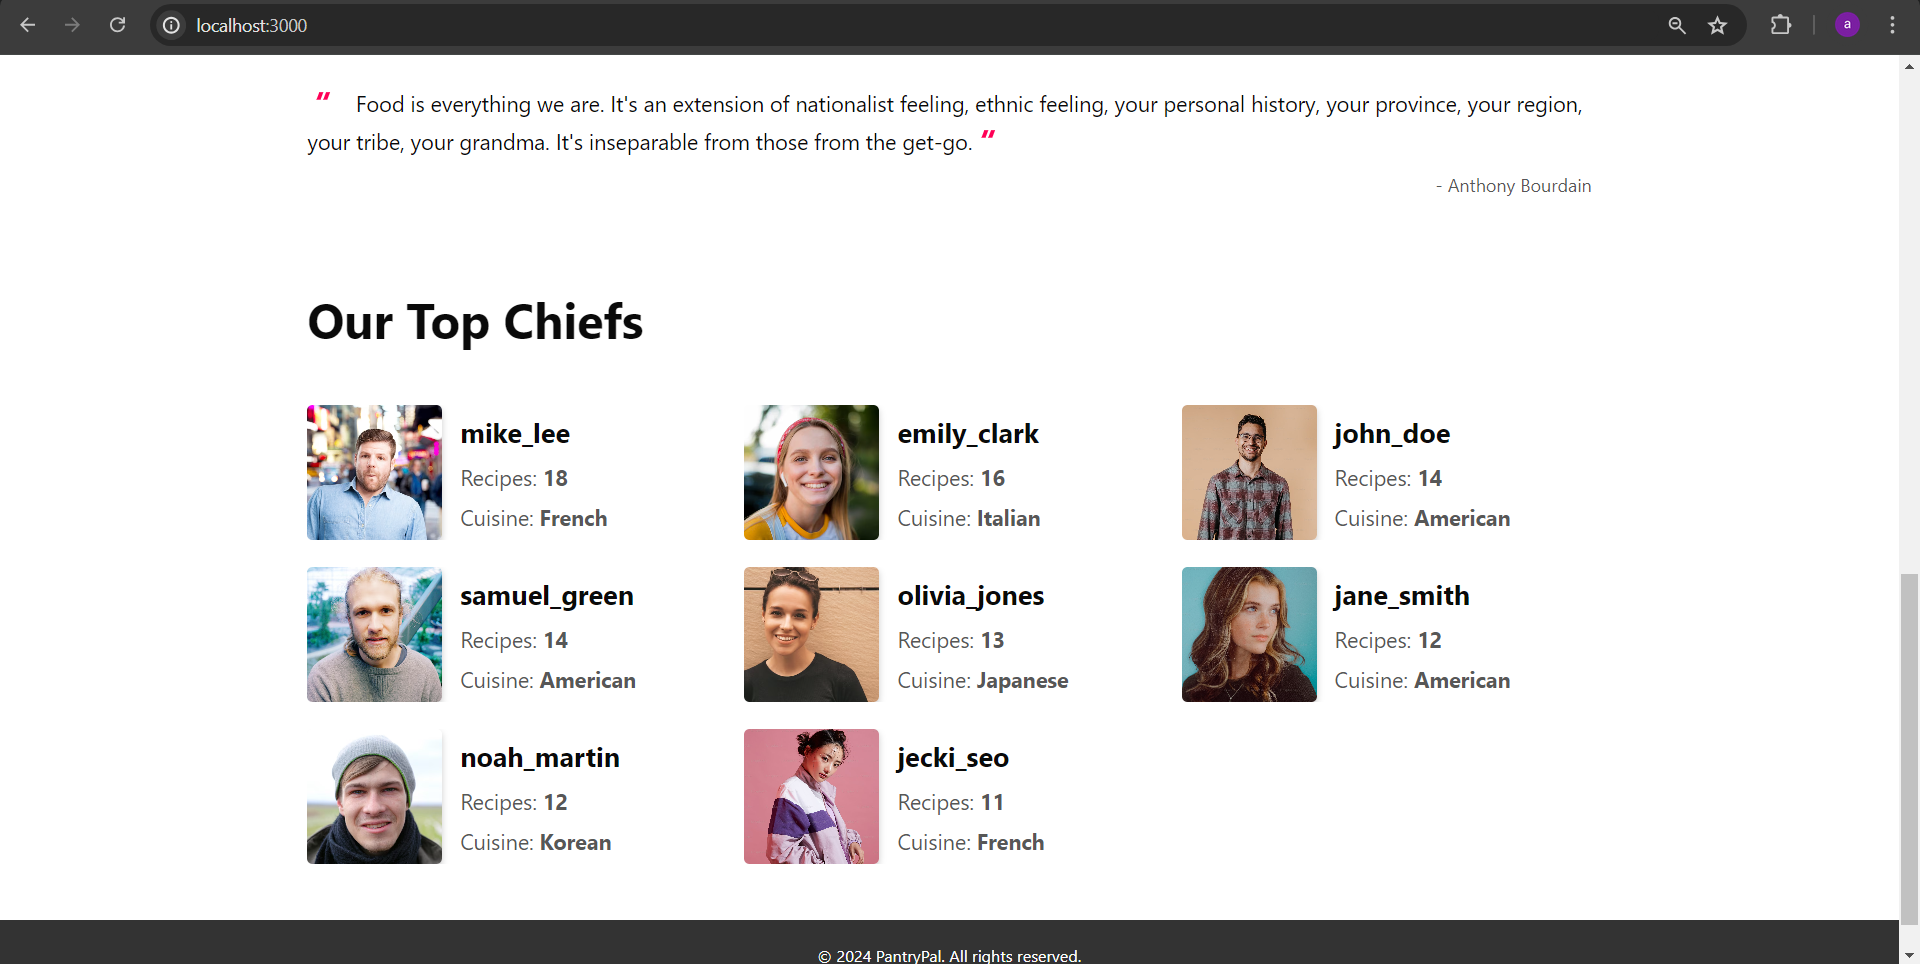 localhost:3000
a
" Food is everything we are. It's an extension of nationalist feeling, ethnic feeling, your personal history, your province, your region,
your tribe, your grandma. It's inseparable from those from the get-go. "
- Anthony Bourdain
Our Top Chiefs
mike_lee
Recipes: 18
Cuisine: French
emily_clark
Recipes: 16
Cuisine: Italian
john_doe
Recipes: 14
Cuisine: American
samuel_green
Recipes: 14
Cuisine: American
olivia_jones
Recipes: 13
Cuisine: Japanese
jane_smith
Recipes: 12
Cuisine: American
noah_martin
Recipes: 12
Cuisine: Korean
jecki_seo
Recipes: 11
Cuisine: French
© 2024 PantryPal. All rights reserved.